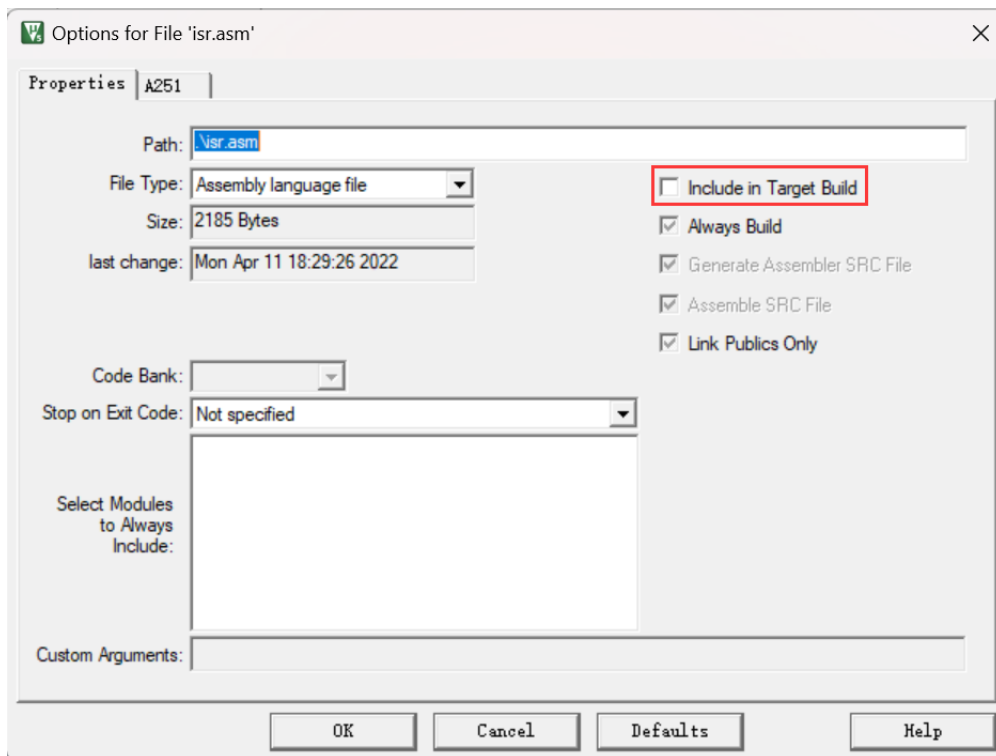 Options for File 'isr.asm'
Properties
A251
Path: .\isr.asm
File Type: Assembly language file
Include in Target Build
Size: 2185 Bytes
Always Build
last change: Mon Apr 11 18:29:26 2022
Generate Assembler SRC File
Assemble SRC File
Link Publics Only
Code Bank:
Stop on Exit Code: Not specified
Select Modules
to Always
Include:
Custom Arguments:
OK
Cancel
Defaults
Help